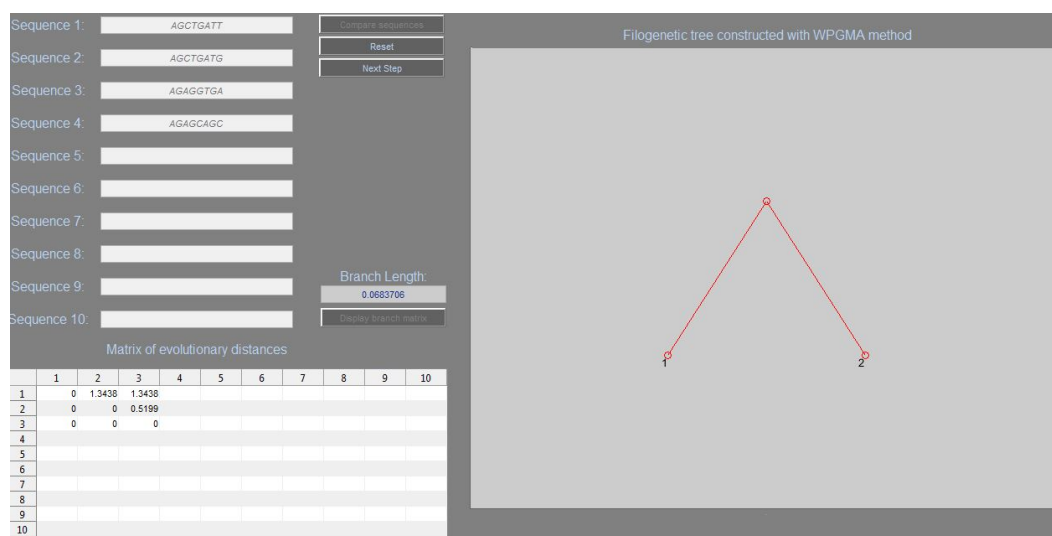 Sequence 1: AGCTGATT
Sequence 2: AGCTGATG
Sequence 3: AGAGGTGA
Sequence 4: AGAGCAGC
Sequence 5:
Sequence 6:
Sequence 7:
Sequence 8:
Sequence 9:
Sequence 10:
Compare sequences
Reset
Next Step
Branch Length:
0.0683706
Display branch matrix
Matrix of evolutionary distances
1 2 3 4 5 6 7 8 9 10
1 0 1.3438 1.3438
2 0 0 0.5199
3 0 0 0
4
5
6
7
8
9
10
Filogenetic tree constructed with WPGMA method
1 2